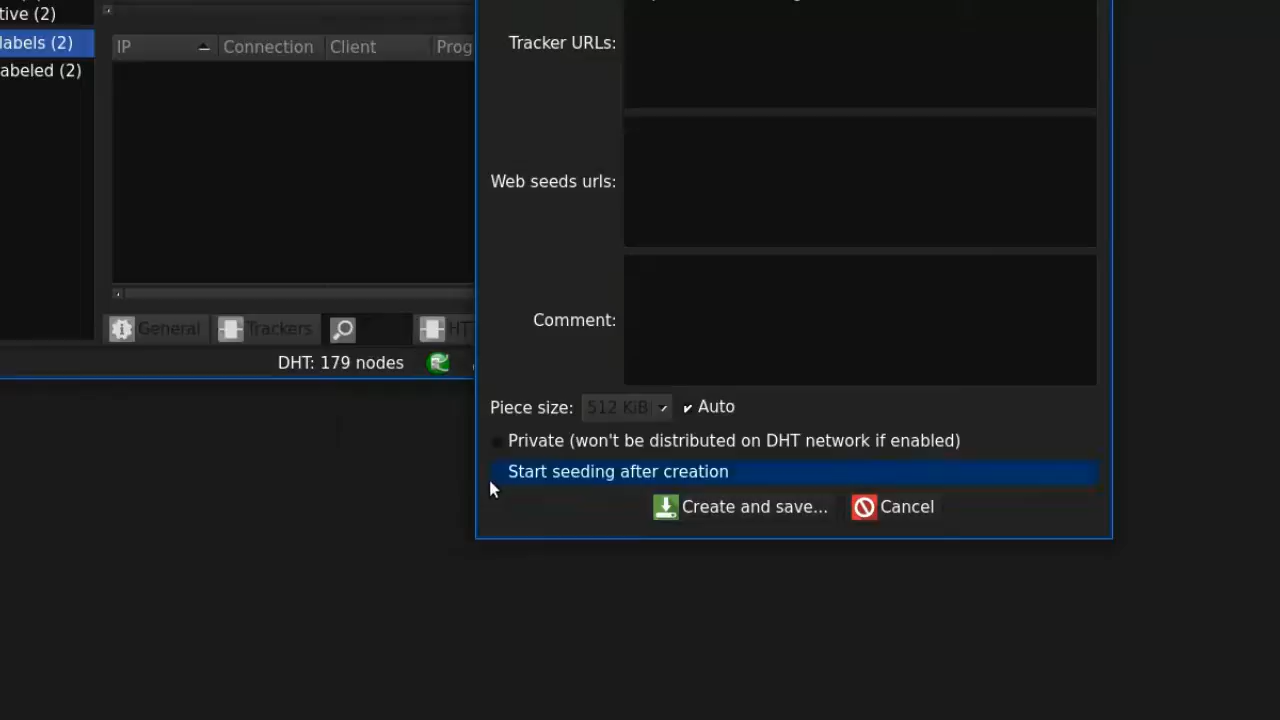 tive (2)
labels (2)
abeled (2)
IP
Connection
Client
Prog
General
Trackers
HT
DHT: 179 nodes
Tracker URLs:
Web seeds urls:
Comment:
Piece size:
512 KiB
Auto
Private (won't be distributed on DHT network if enabled)
Start seeding after creation
Create and save...
Cancel